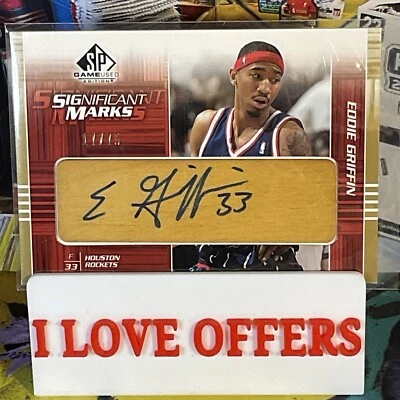 SP
GAME USED
EDITION
SIGNIFICANT
MARKS
EDDIE GRIFFIN
E Griffin 33
F
33
HOUSTON
ROCKETS
I LOVE OFFERS